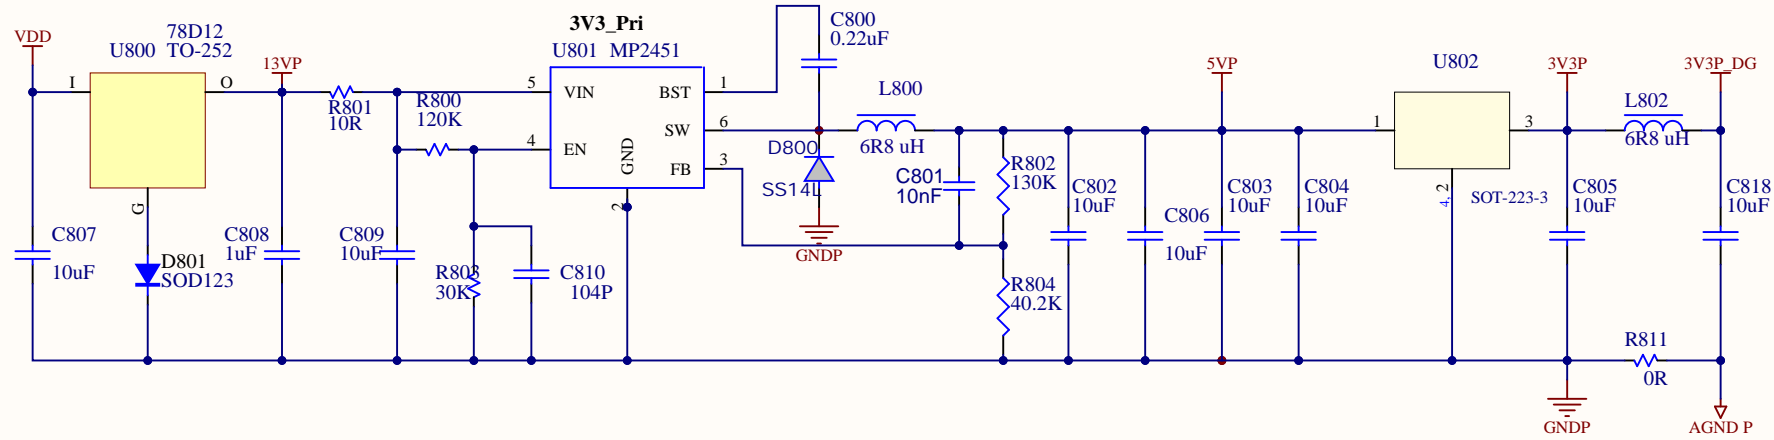 VDD
78D12
U800 TO-252
I
O
G
13VP
C807
10uF
D801
SOD123
C808
1uF
R801
10R
C809
10uF
R800
120K
R803
30K
C810
104P
3V3_Pri
U801 MP2451
5
VIN
4
EN
GND
2
BST
1
SW
6
FB
3
C800
0.22uF
D800
SS14L
GNDP
L800
6R8 uH
C801
10nF
R802
130K
R804
40.2K
C802
10uF
C806
10uF
5VP
C803
10uF
C804
10uF
U802
1
3
4, 2
SOT-223-3
3V3P
C805
10uF
GNDP
L802
6R8 uH
3V3P_DG
C818
10uF
R811
0R
AGND P